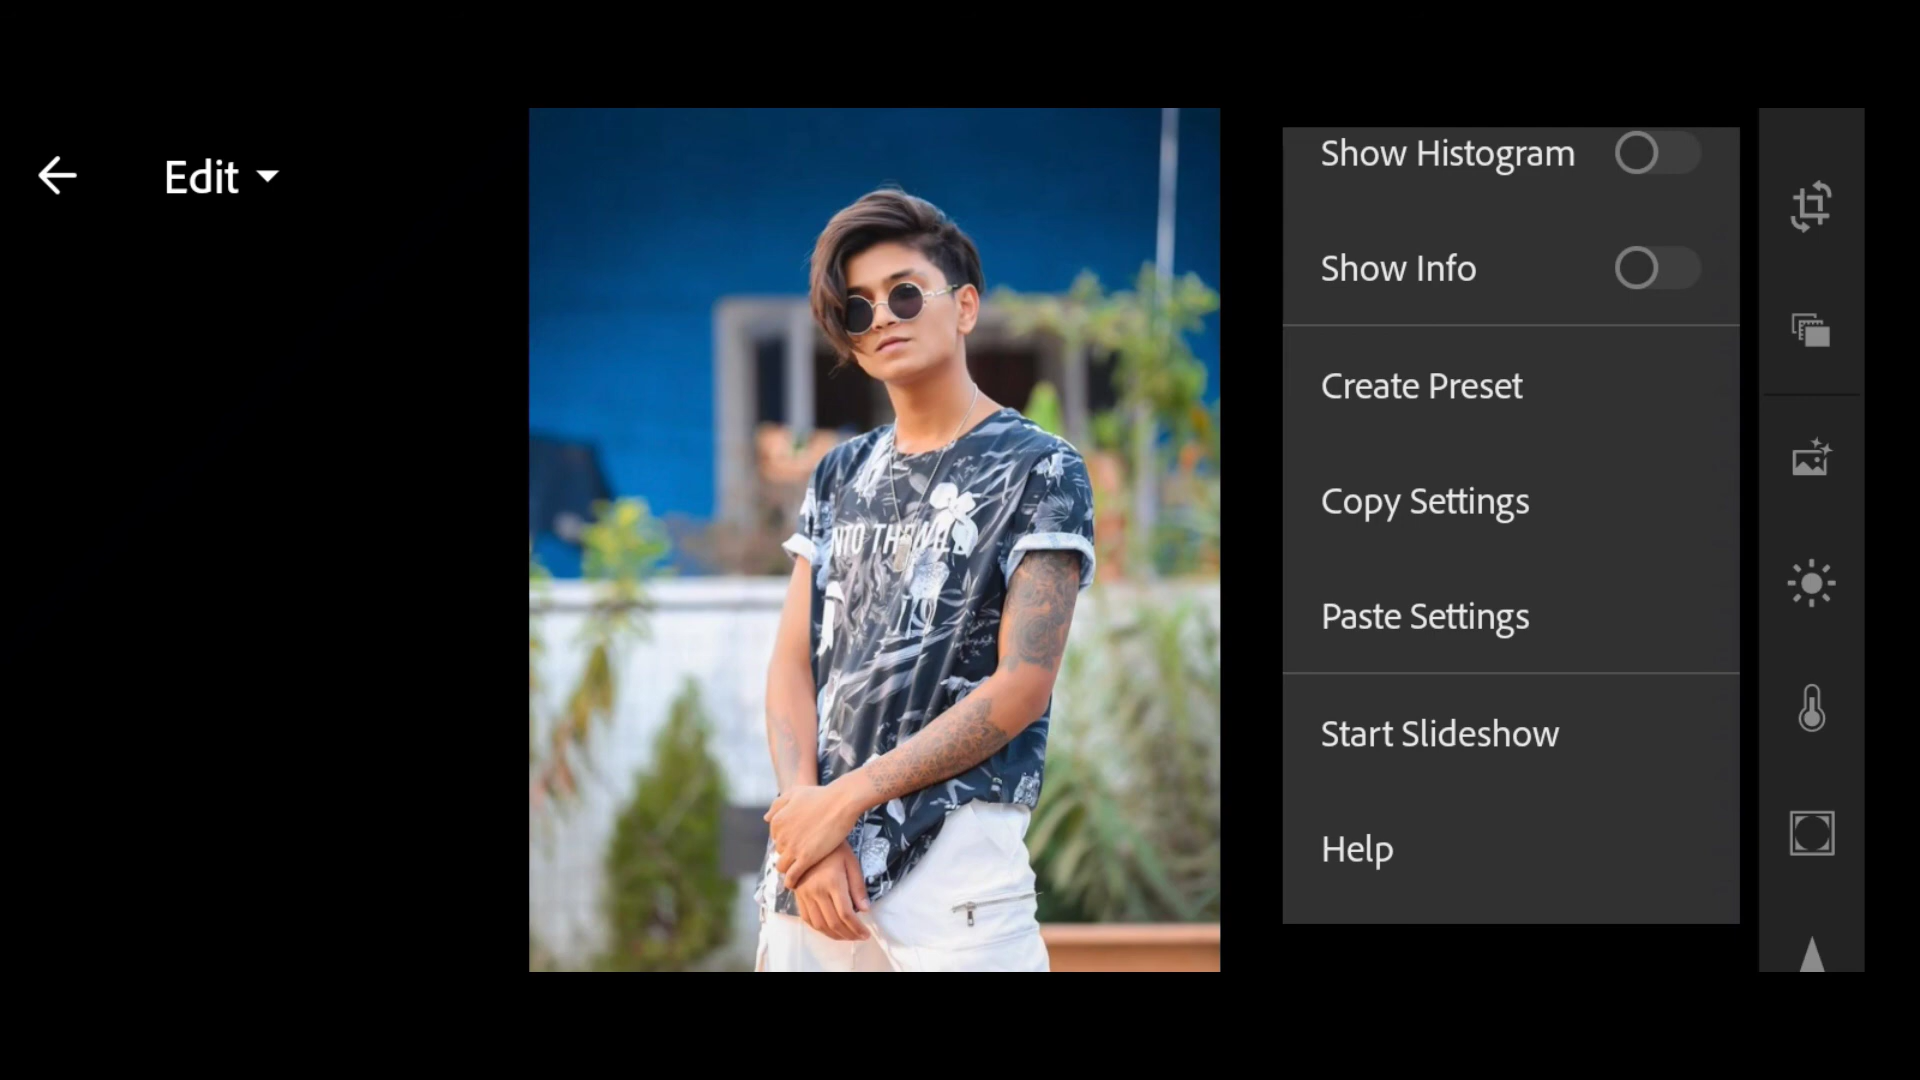 Edit
Show Histogram
Show Info
Create Preset
Copy Settings
Paste Settings
Start Slideshow
Help